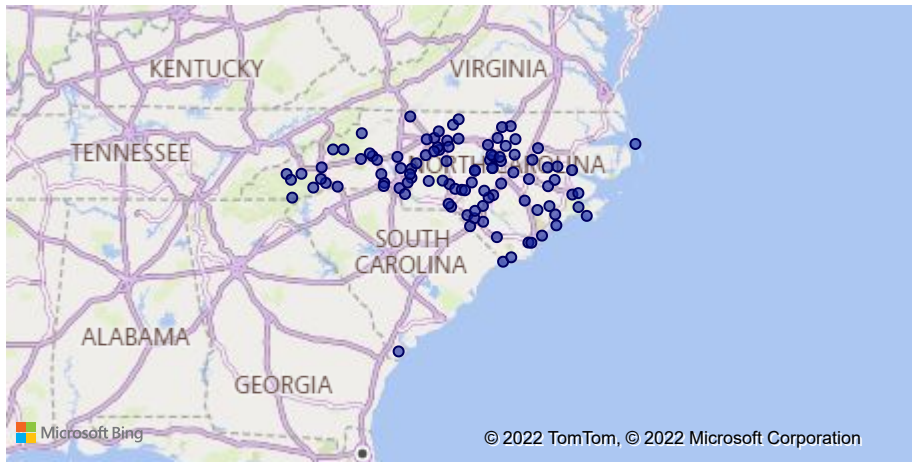 KENTUCKY
VIRGINIA
TENNESSEE
NORTH CAROLINA
SOUTH
CAROLINA
ALABAMA
GEORGIA
Microsoft Bing
© 2022 TomTom, © 2022 Microsoft Corporation